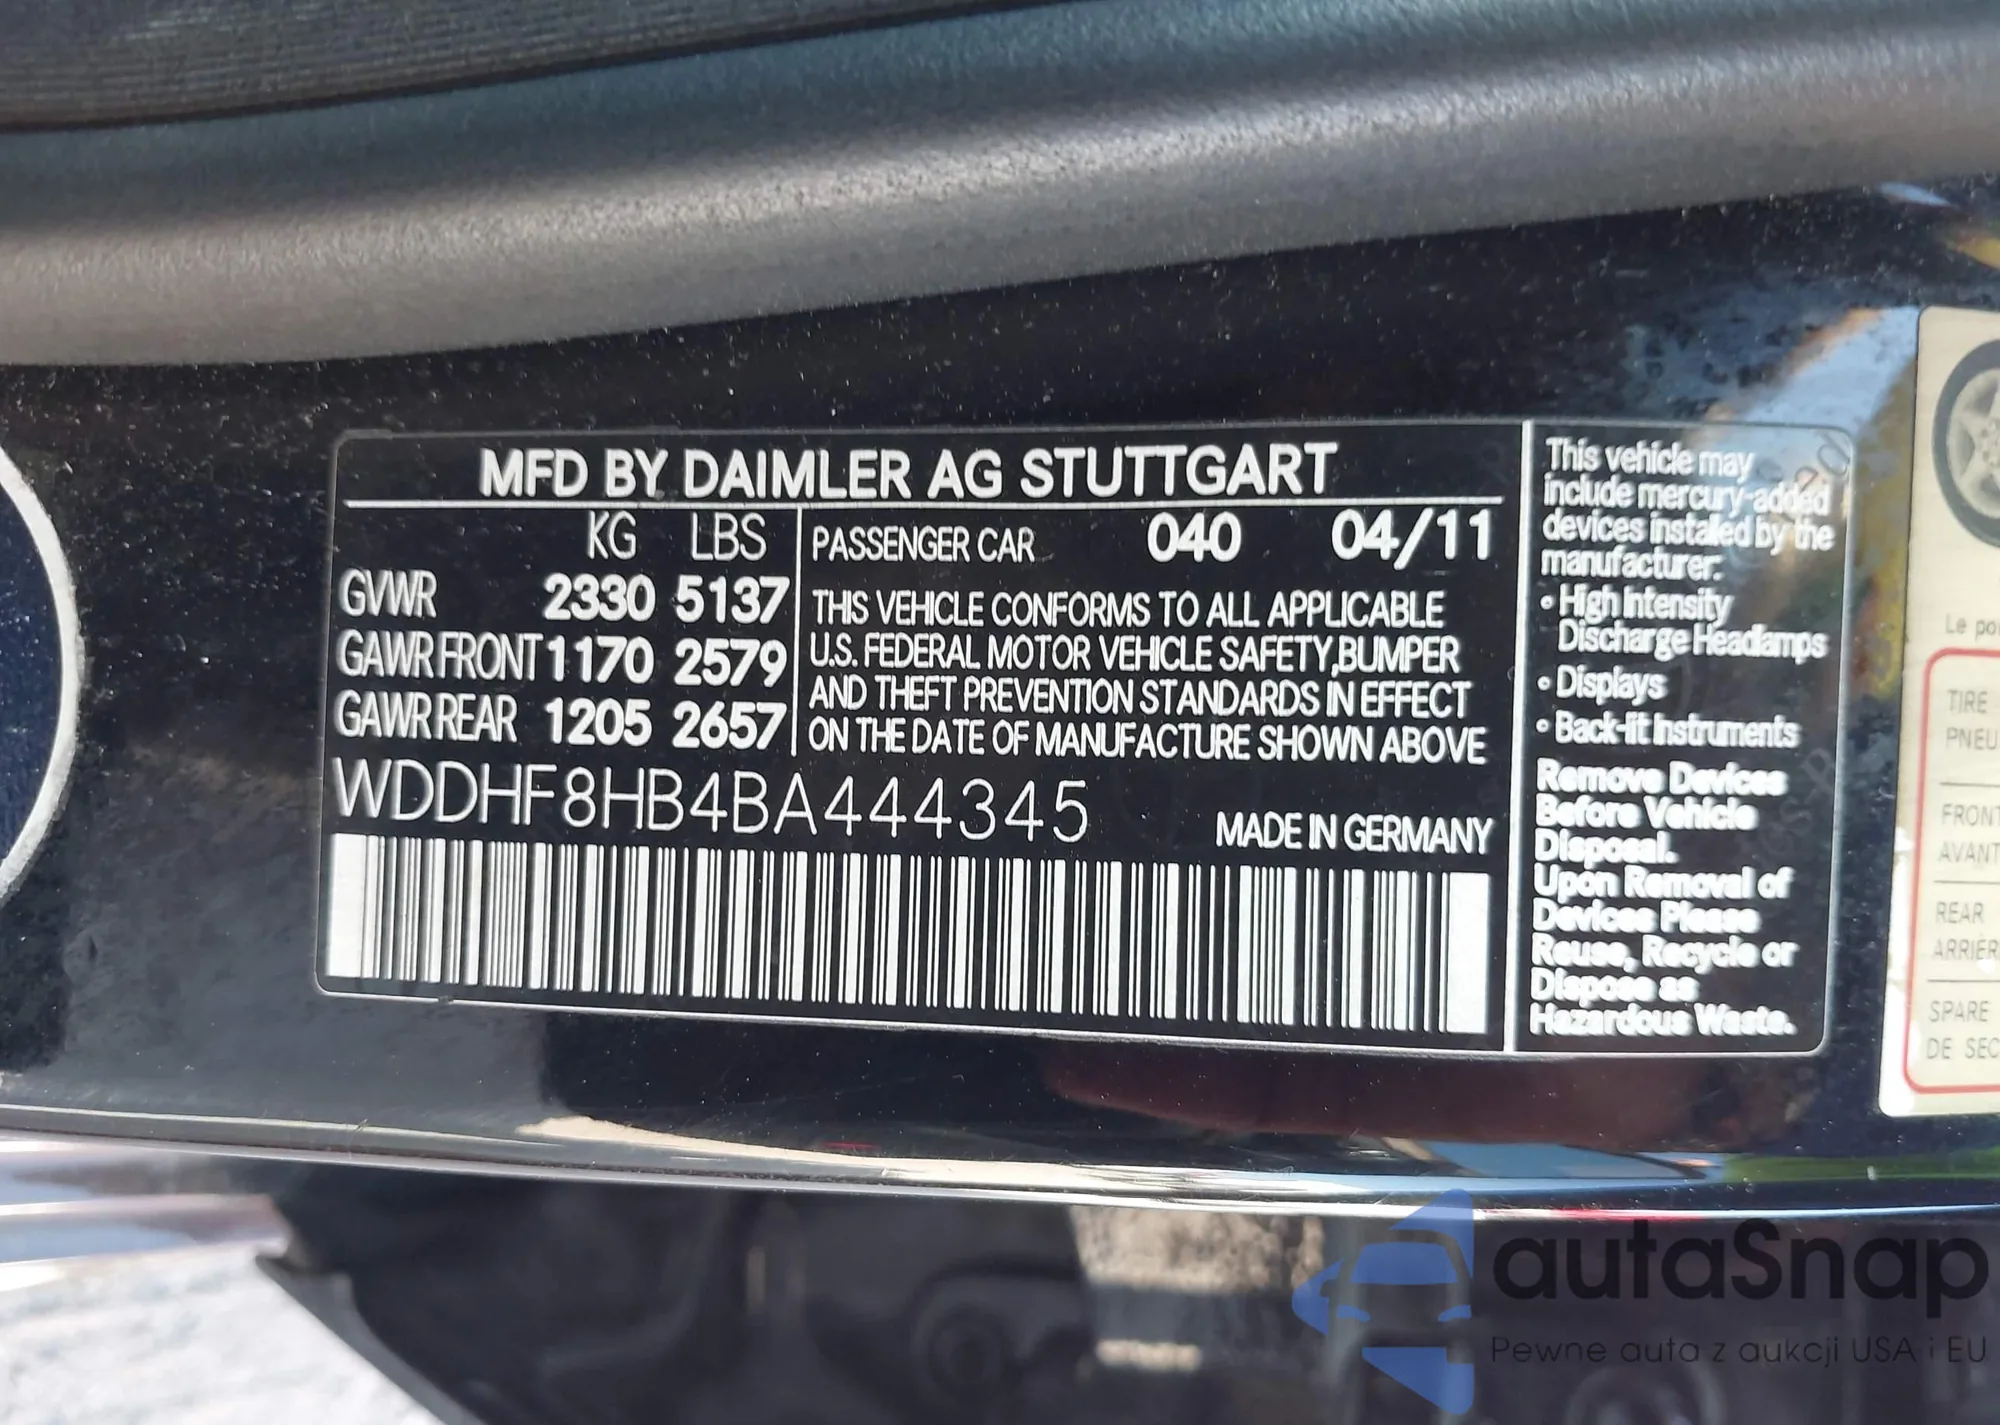 MFD BY DAIMLER AG STUTTGART
KG LBS
GVWR 2330 5137
GAWR FRONT 1170 2579
GAWR REAR 1205 2657
PASSENGER CAR 040 04/11
THIS VEHICLE CONFORMS TO ALL APPLICABLE
U.S. FEDERAL MOTOR VEHICLE SAFETY,BUMPER
AND THEFT PREVENTION STANDARDS IN EFFECT
ON THE DATE OF MANUFACTURE SHOWN ABOVE
WDDHF8HB4BA444345
MADE IN GERMANY
This vehicle may
include mercury-added
devices installed by the
manufacturer:
• High Intensity
Discharge Headlamps
• Displays
• Back-lit Instruments
Remove Devices
Before Vehicle
Disposal.
Upon Removal of
Devices Please
Reuse, Recycle or
Dispose as
Hazardous Waste.
Le
TIRE
FRONT
AVANT
REAR
SPARE
DE
autaSnap
Pewne auta z aukcji USA i EU